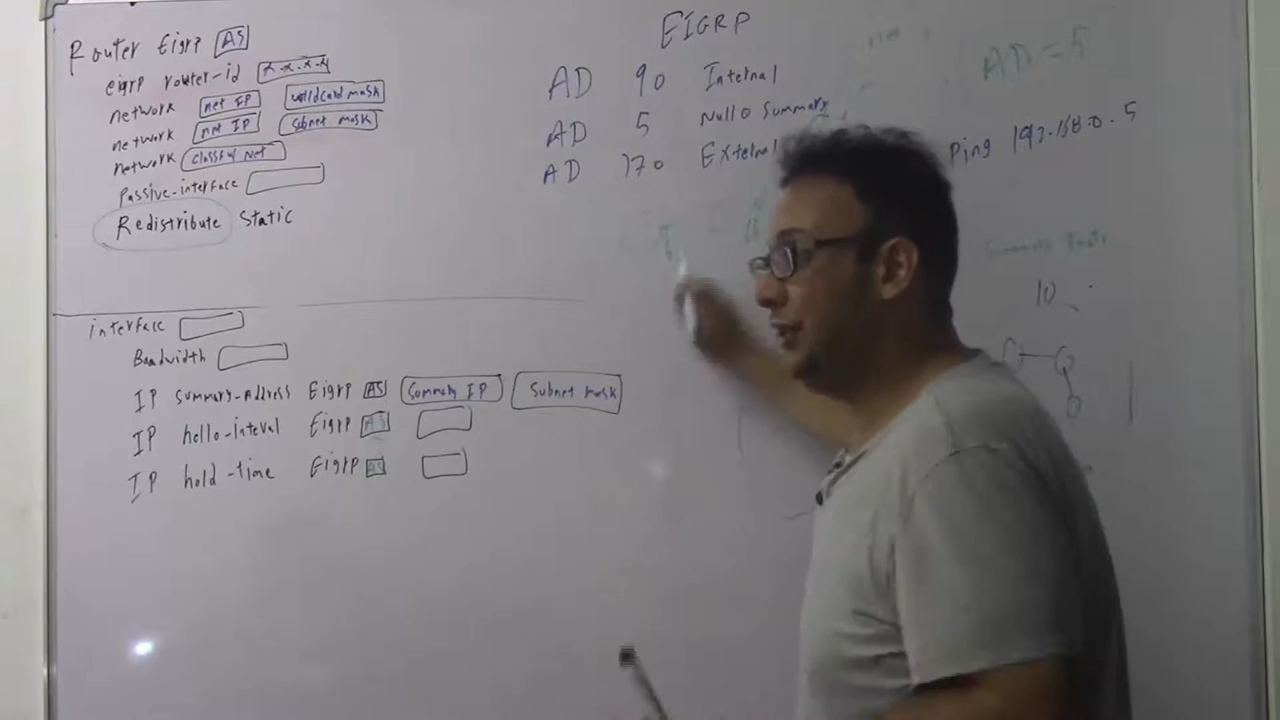 EIGRP
Router Eigrp AS
eigrp router-id x.x.x.x
network net IP wildcard mask
network net IP subnet mask
network classful net
Passive-interface
Redistribute static
AD 90 Internal
AD 5 Null0 Summary
AD 170 External
AD = 5
Ping 192.168.0.5
10
interface
Bandwidth
IP summary-Address Eigrp AS Summary IP Subnet mask
IP hello-inteval Eigrp AS
IP hold-time Eigrp AS